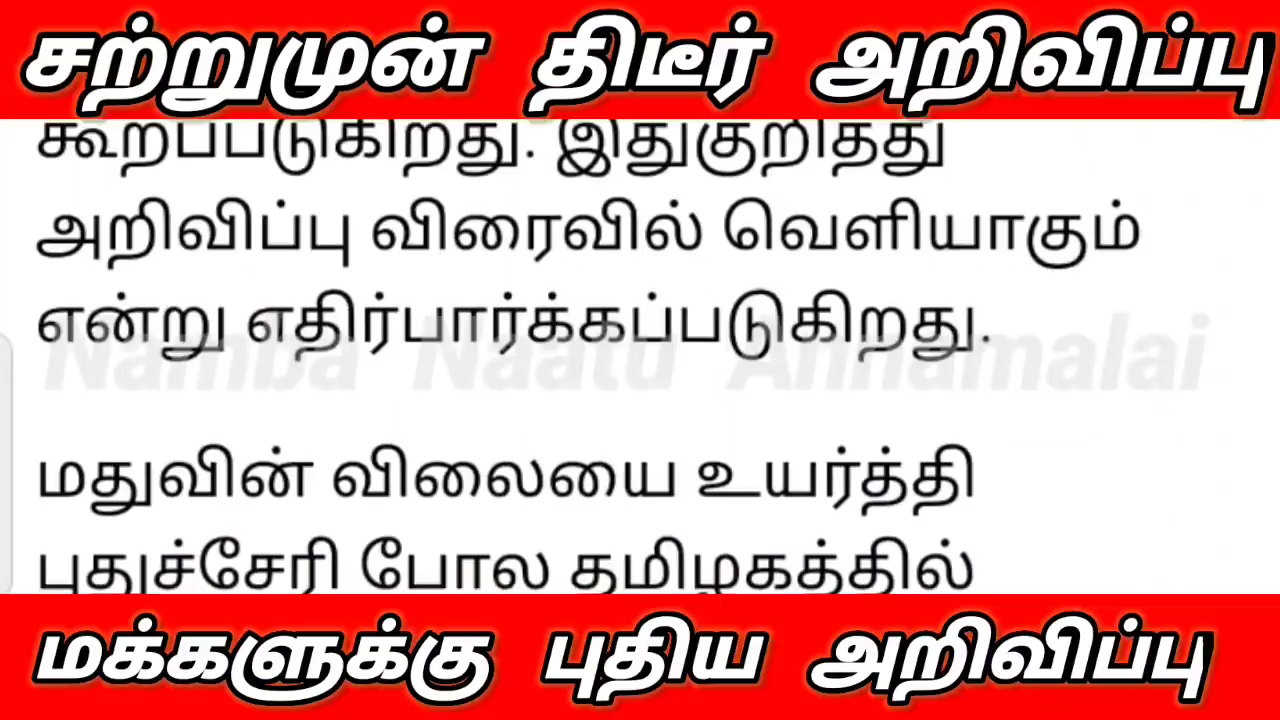 சற்றுமுன் திடீர் அறிவிப்பு
கூறப்படுகிறது. இதுகுறித்து
அறிவிப்பு விரைவில் வெளியாகும்
என்று எதிர்பார்க்கப்படுகிறது.
Namba Naatu Annamalai
மதுவின் விலையை உயர்த்தி
புதுச்சேரி போல தமிழகத்தில்
மக்களுக்கு புதிய அறிவிப்பு